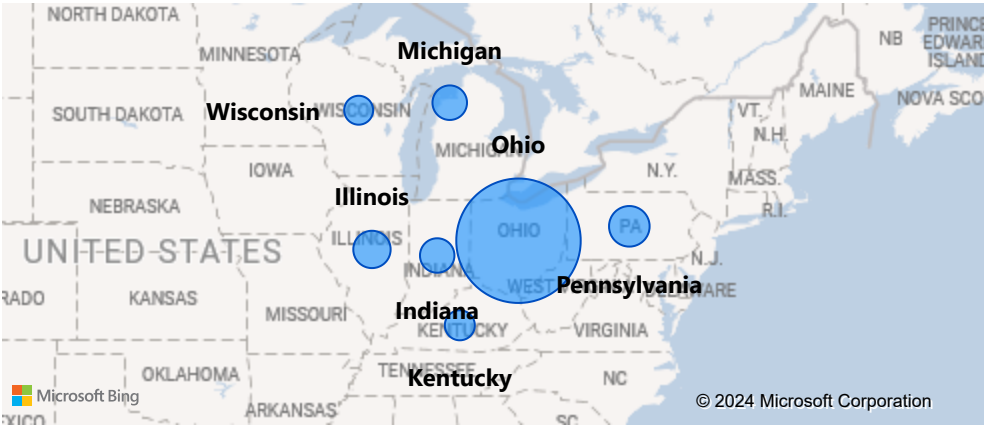 NORTH DAKOTA
MINNESOTA
Michigan
NB
PRINCE
EDWARD
ISLAND
MAINE
NOVA SCO
SOUTH DAKOTA
Wisconsin
WISCONSIN
VT.
N.H.
MICHIGAN
Ohio
IOWA
N.Y.
MASS.
R.I.
NEBRASKA
Illinois
ILLINOIS
OHIO
PA
UNITED STATES
INDIANA
N.J.
RADO
KANSAS
WEST
Pennsylvania
DELAWARE
MISSOURI
Indiana
KENTUCKY
VIRGINIA
OKLAHOMA
TENNESSEE
Kentucky
NC
Microsoft Bing
ARKANSAS
© 2024 Microsoft Corporation
EXICO
SC